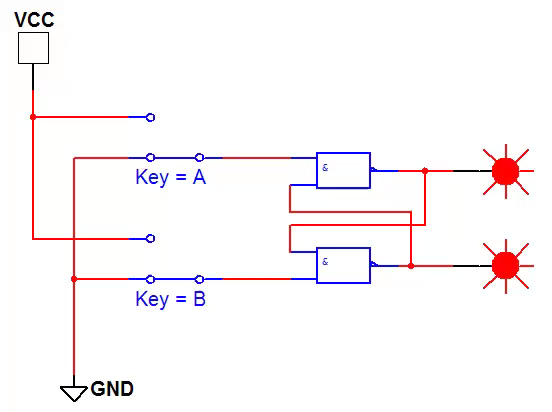 VCC
Key = A
&
Key = B
&
GND